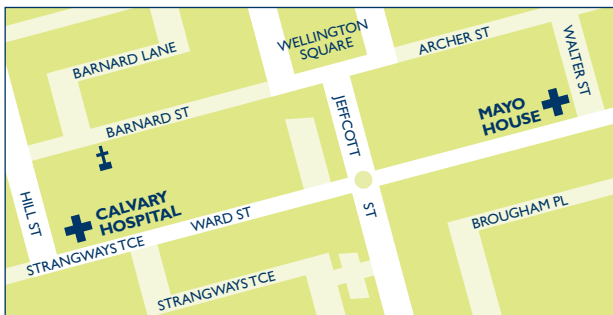 WELLINGTON
SQUARE
ARCHER ST
WALTER ST
BARNARD LANE
BARNARD ST
JEFFCOTT
ST
MAYO
HOUSE
HILL ST
CALVARY
HOSPITAL
WARD ST
STRANGWAYS TCE
BROUGHAM PL
STRANGWAYS TCE